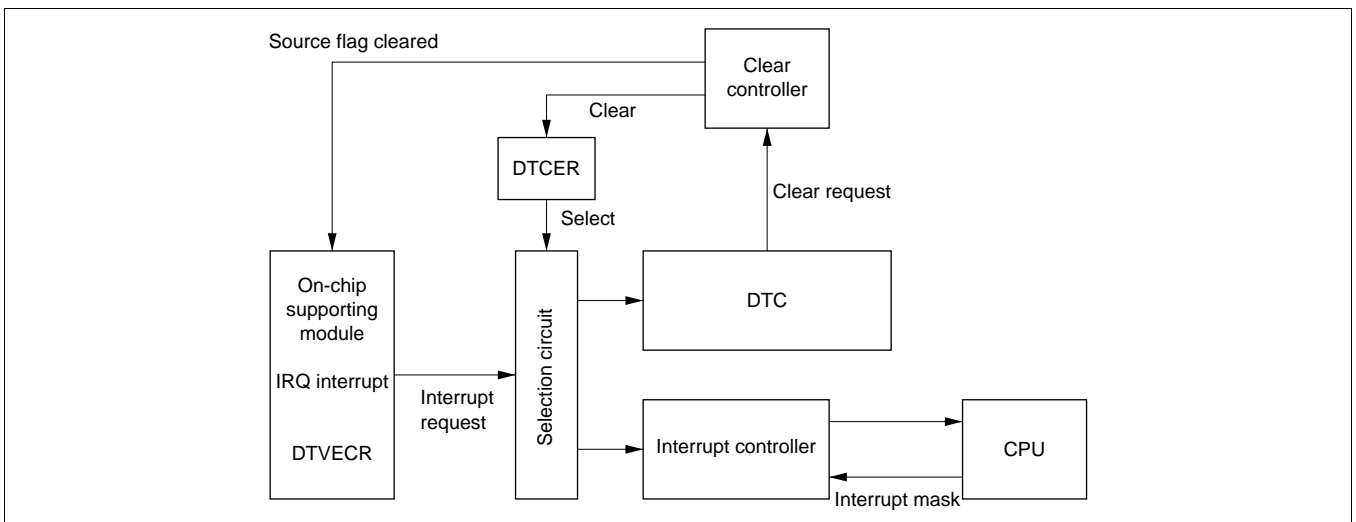 Source flag cleared
Clear
controller
Clear
DTCER
Clear request
Select
On-chip
supporting
module
IRQ interrupt
DTVECR
Interrupt
request
Selection circuit
DTC
Interrupt controller
CPU
Interrupt mask